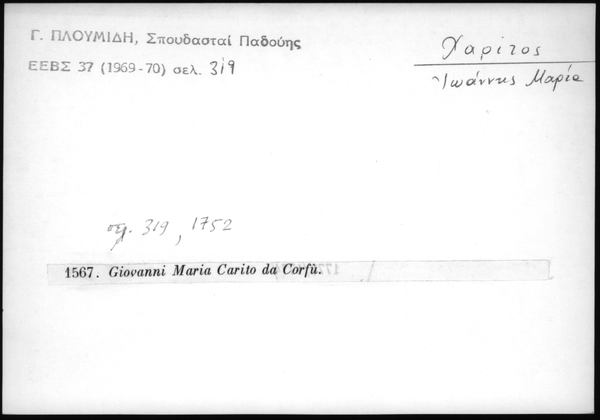 Γ. ΠΛΟΥΜΙΔΗ, Σπουδασταί Παδούης
ΕΕΒΣ 37 (1969-70) σελ. 319
Χαρίτος
Ἰωάννης Μαρία
σελ. 319, 1752
1567. Giovanni Maria Carito da Corfù.